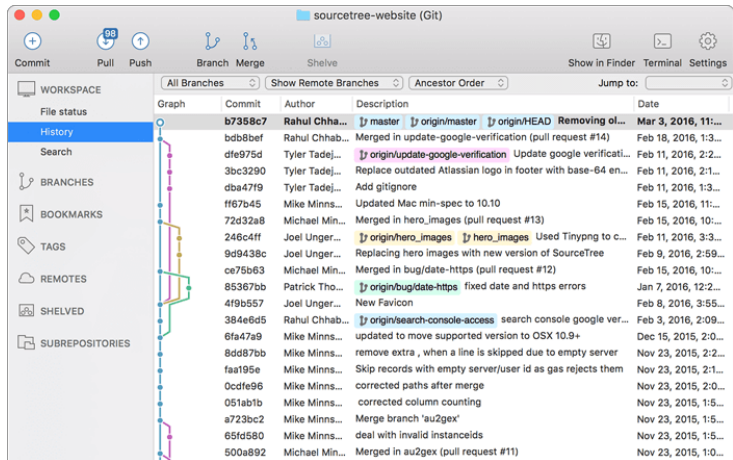 sourcetree-website (Git)
98
Commit Pull Push Branch Merge Shelve Show in Finder Terminal Settings
All Branches Show Remote Branches Ancestor Order Jump to:
WORKSPACE
File status
History
Search
BRANCHES
BOOKMARKS
TAGS
REMOTES
SHELVED
SUBREPOSITORIES
Graph Commit Author Description Date
b7358c7 Rahul Chha... master origin/master origin/HEAD Removing ol... Mar 3, 2016, 11:...
bdb8bef Rahul Chhab... Merged in update-google-verification (pull request #14) Feb 18, 2016, 1:3...
dfe975d Tyler Tadej... origin/update-google-verification Update google verificati... Feb 11, 2016, 2:2...
3bc3290 Tyler Tadej... Replace outdated Atlassian logo in footer with base-64 en... Feb 11, 2016, 2:1...
dba47f9 Tyler Tadej... Add gitignore Feb 11, 2016, 1:3...
ff67b45 Mike Minns... Updated Mac min-spec to 10.10 Feb 15, 2016, 11:...
72d32a8 Michael Min... Merged in hero_images (pull request #13) Feb 15, 2016, 10:...
246c4ff Joel Unger... origin/hero_images hero_images Used Tinypng to c... Feb 11, 2016, 3:3...
9d9438c Joel Unger... Replacing hero images with new version of SourceTree Feb 9, 2016, 2:59...
ce75b63 Michael Min... Merged in bug/date-https (pull request #12) Feb 15, 2016, 10:...
85367bb Patrick Tho... origin/bug/date-https fixed date and https errors Jan 7, 2016, 12:2...
4f9b557 Joel Unger... New Favicon Feb 8, 2016, 3:55...
384e6d5 Rahul Chhab... origin/search-console-access search console google ver... Feb 3, 2016, 2:09...
6fa47a9 Mike Minns... updated to move supported version to OSX 10.9+ Dec 15, 2015, 2:0...
8dd87bb Mike Minns... remove extra , when a line is skipped due to empty server Nov 23, 2015, 2:2...
faa195e Mike Minns... Skip records with empty server/user id as gas rejects them Nov 23, 2015, 2:1...
0cdfe96 Mike Minns... corrected paths after merge Nov 23, 2015, 2:0...
051ab1b Mike Minns... corrected column counting Nov 23, 2015, 1:5...
a723bc2 Mike Minns... Merge branch 'au2gex' Nov 23, 2015, 1:5...
65fd580 Mike Minns... deal with invalid instanceids Nov 23, 2015, 1:5...
500a892 Michael Min... Merged in au2gex (pull request #11) Nov 23, 2015, 1:0...